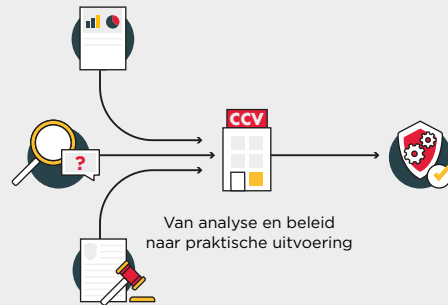 CCV
?
Van analyse en beleid
naar praktische uitvoering